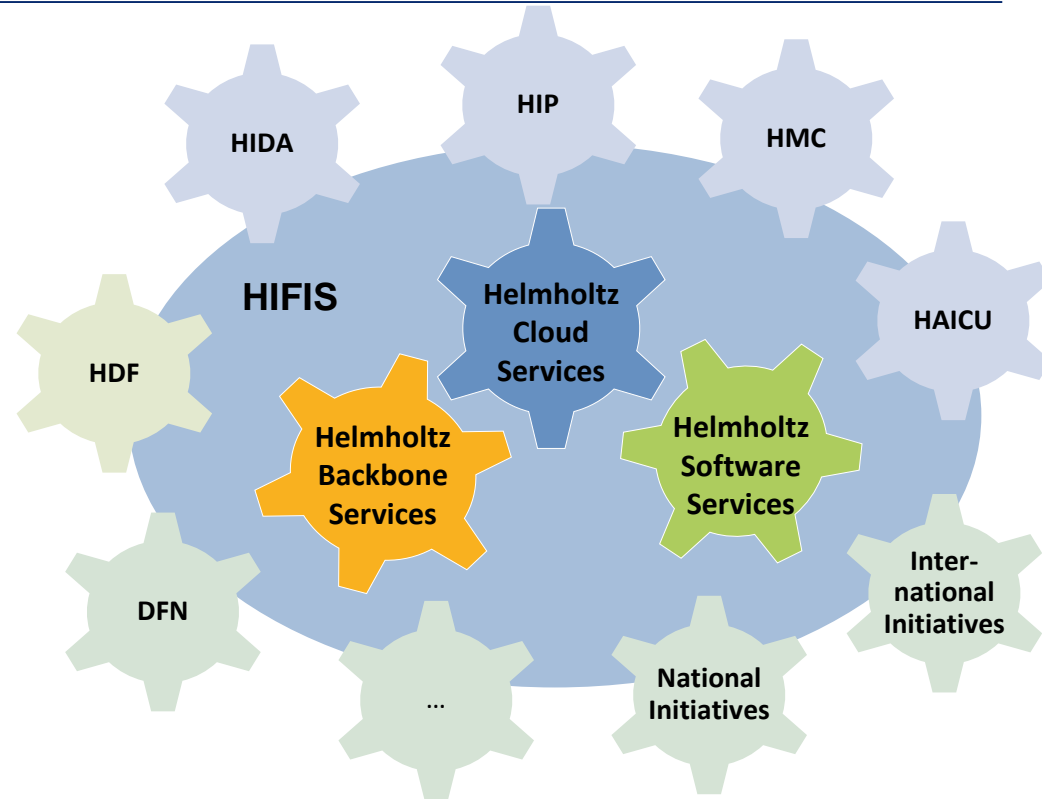 HIP
HIDA
HMC
HIFIS
Helmholtz
Cloud
Services
HAICU
HDF
Helmholtz
Backbone
Services
Helmholtz
Software
Services
Inter-
national
Initiatives
DFN
National
Initiatives
...